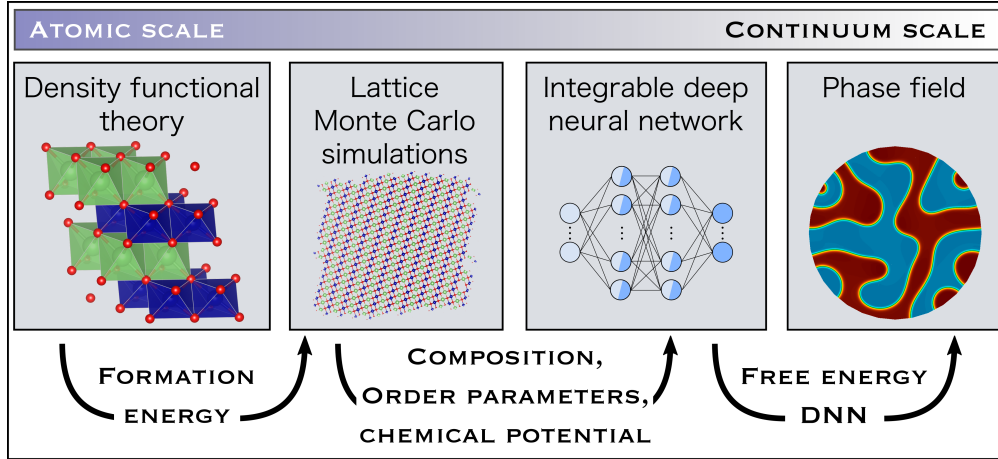 Atomic scale
Continuum scale
Density functional
theory
Lattice
Monte Carlo
simulations
Integrable deep
neural network
Phase field
Formation
energy
Composition,
Order parameters,
chemical potential
Free energy
DNN